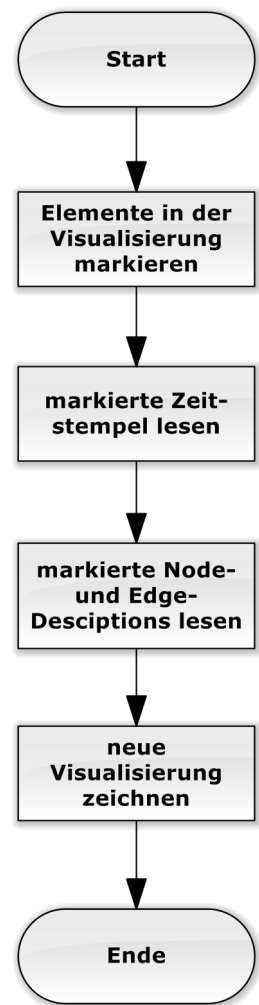 Start
Elemente in der
Visualisierung
markieren
markierte Zeit-
stempel lesen
markierte Node-
und Edge-
Desciptions lesen
neue
Visualisierung
zeichnen
Ende